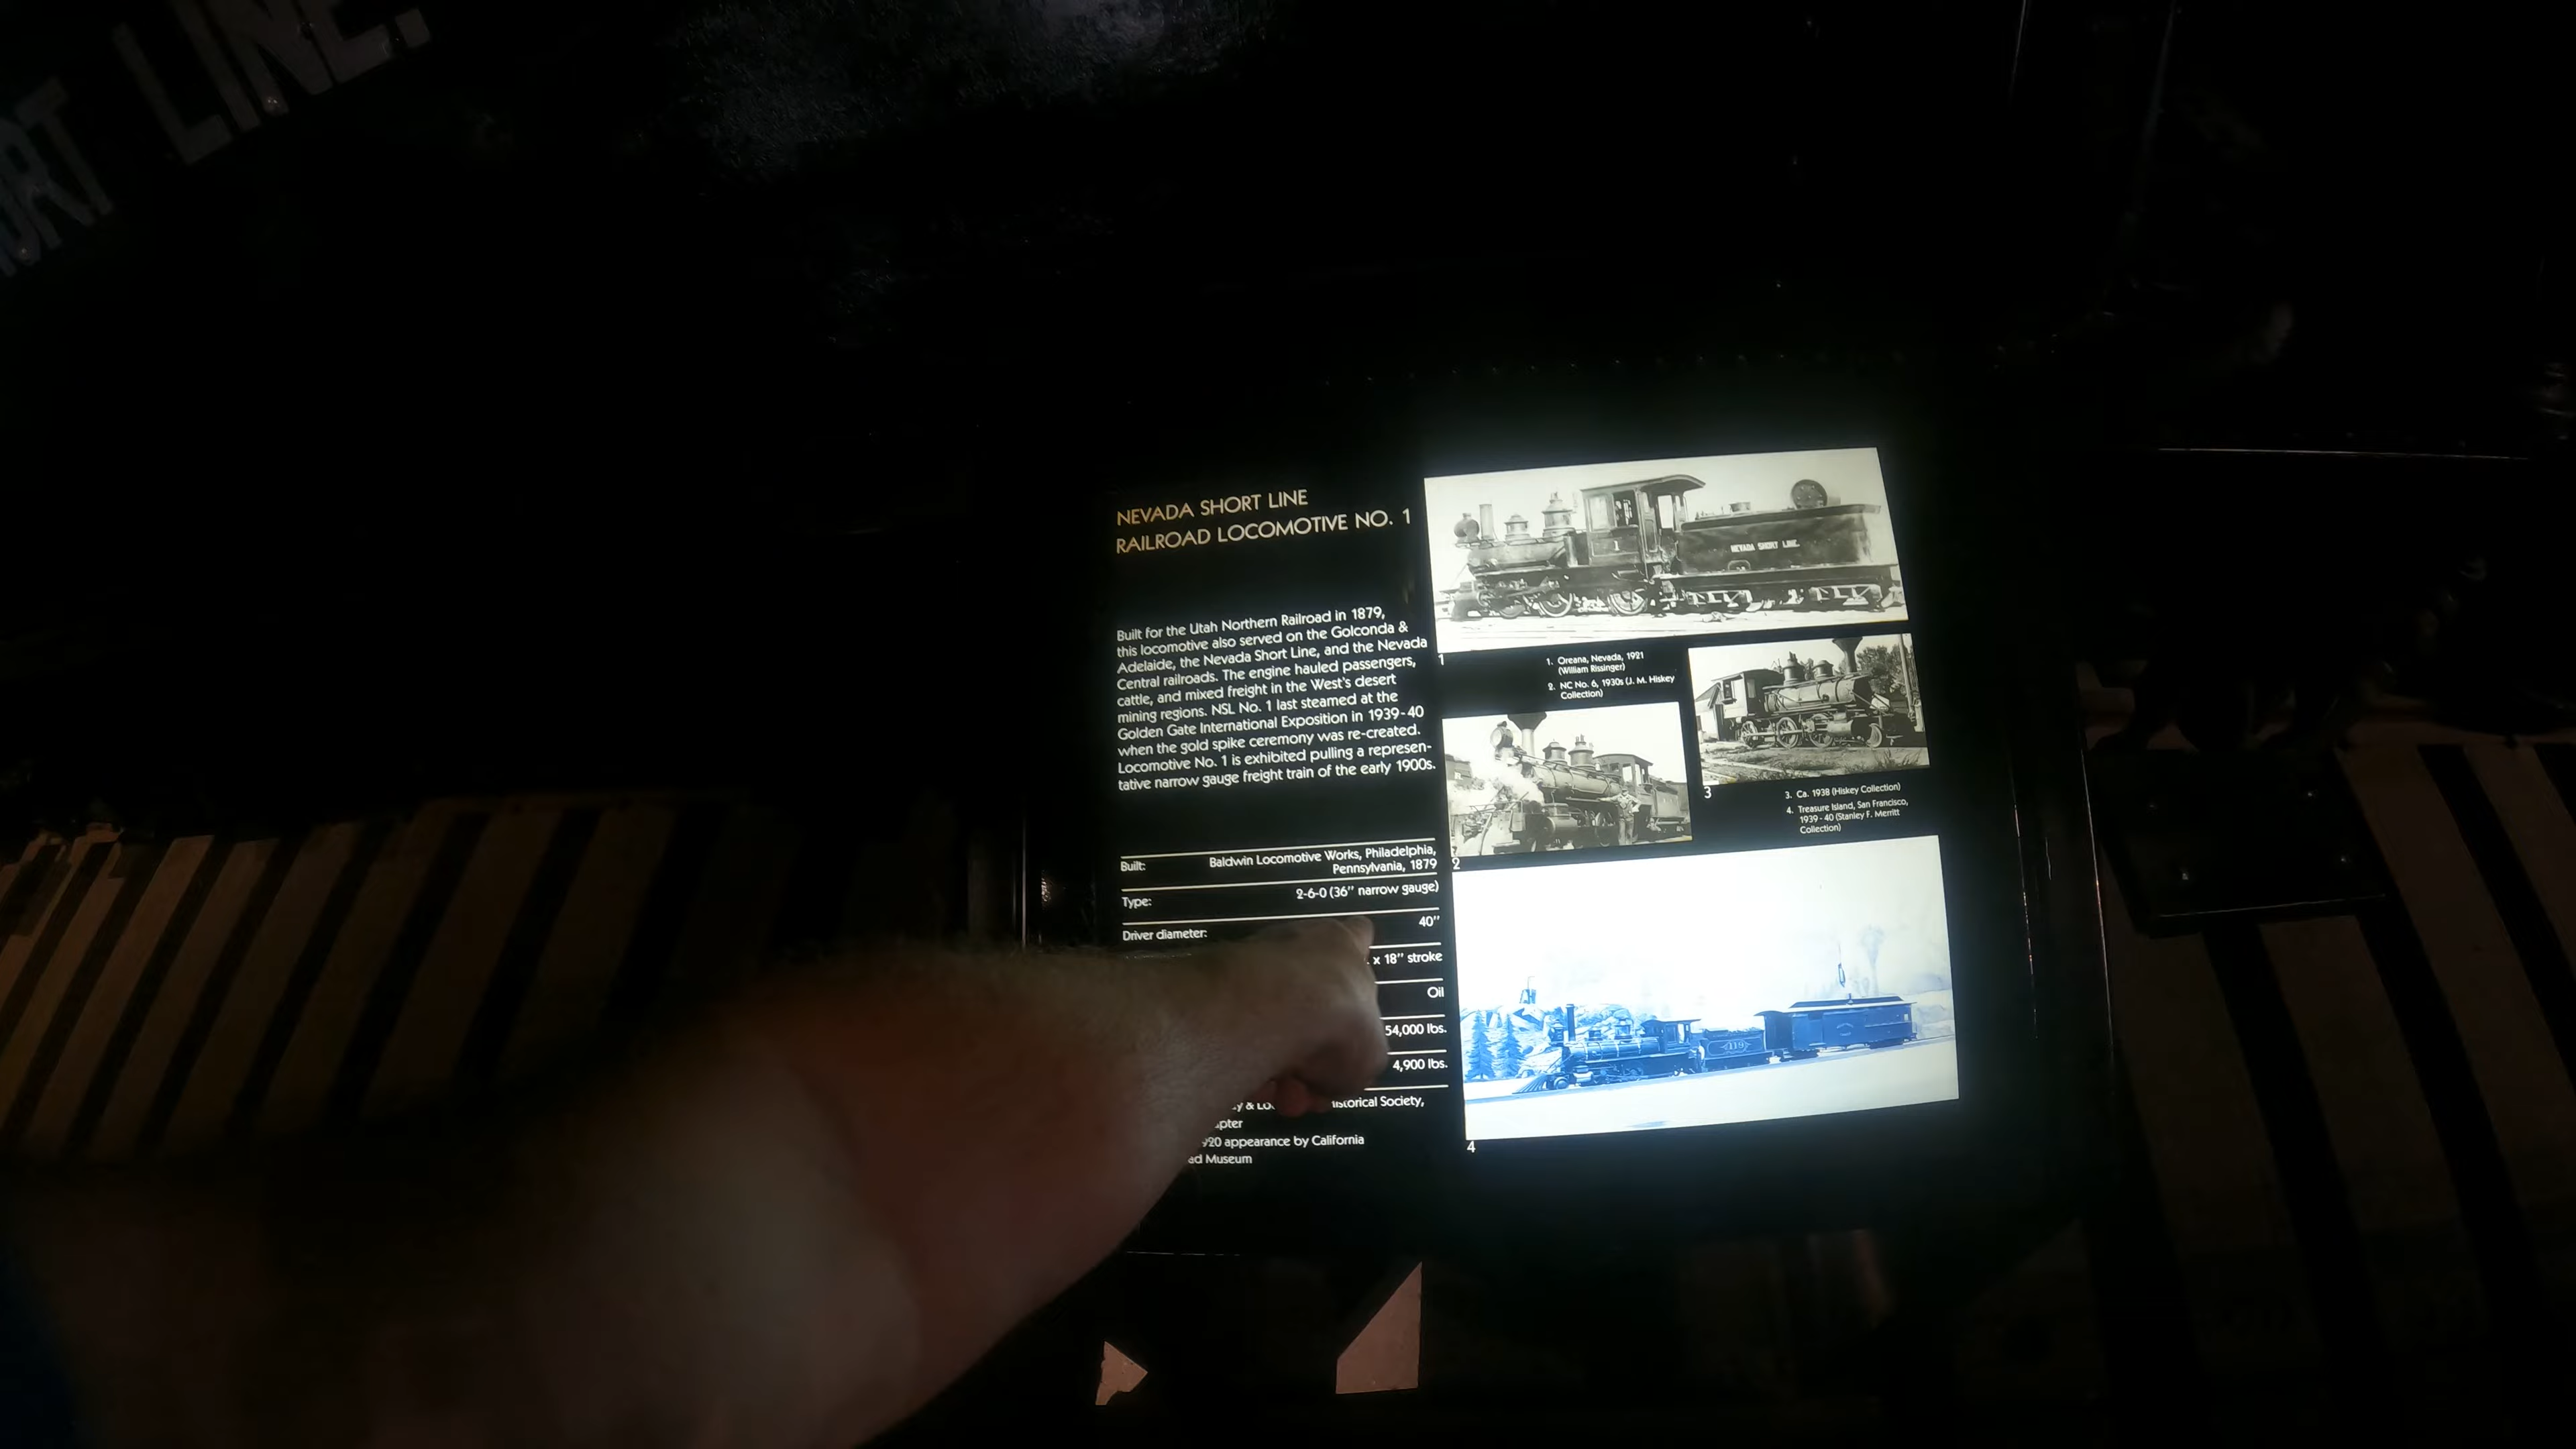 ORT LINE.
NEVADA SHORT LINE
RAILROAD LOCOMOTIVE NO. 1
Built for the Utah Northern Railroad in 1879,
this locomotive also served on the Golconda &
Adelaide, the Nevada Short Line, and the Nevada
Central railroads. The engine hauled passengers,
cattle, and mixed freight in the West's desert
mining regions. NSL No. 1 last steamed at the
Golden Gate International Exposition in 1939-40
when the gold spike ceremony was re-created.
Locomotive No. 1 is exhibited pulling a represen-
tative narrow gauge freight train of the early 1900s.
Built: Baldwin Locomotive Works, Philadelphia,
Pennsylvania, 1879
Type: 2-6-0 (36" narrow gauge)
Driver diameter: 40"
x 18" stroke
Oil
54,000 lbs.
4,900 lbs.
& Historical Society,
920 appearance by California
Museum
1
NEVADA SHORT LINE.
1
1. Oreana, Nevada, 1921
(William Rissinger)
2. NC No. 6, 1930s (J. M. Hiskey
Collection)
2
3
3. Ca. 1938 (Hiskey Collection)
4. Treasure Island, San Francisco,
1939-40 (Stanley F. Merritt
Collection)
119
4